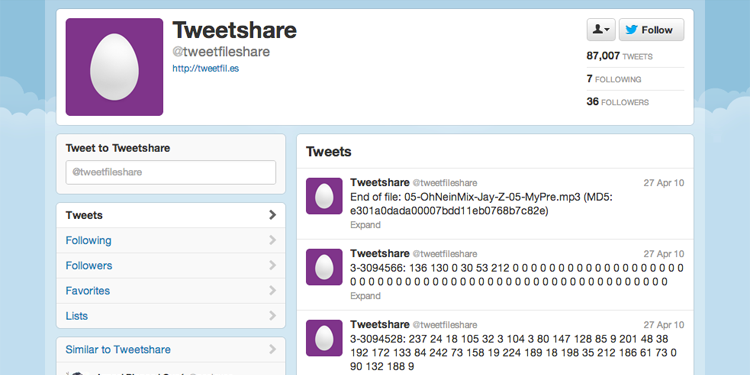 Tweetshare
@tweetfileshare
http://tweetfil.es
Follow
87,007 TWEETS
7 FOLLOWING
36 FOLLOWERS
Tweet to Tweetshare
@tweetfileshare
Tweets
Following
Followers
Favorites
Lists
Similar to Tweetshare
Tweets
Tweetshare @tweetfileshare 27 Apr 10
End of file: 05-OhNeinMix-Jay-Z-05-MyPre.mp3 (MD5:
e301a0dada00007bdd11eb0768b7c82e)
Expand
Tweetshare @tweetfileshare 27 Apr 10
3-3094566: 136 130 0 30 53 212 0 0 0 0 0 0 0 0 0 0 0 0 0 0 0 0 0 0 0 0
0 0 0 0 0 0 0 0 0 0 0 0 0 0 0 0 0 0 0 0 0 0 0 0 0 0 0 0 0
Expand
Tweetshare @tweetfileshare 27 Apr 10
3-3094528: 237 24 18 105 32 3 104 3 80 147 128 85 9 201 48 38
192 172 133 84 242 73 158 19 224 189 18 198 35 212 186 61 73 0
90 132 188 9